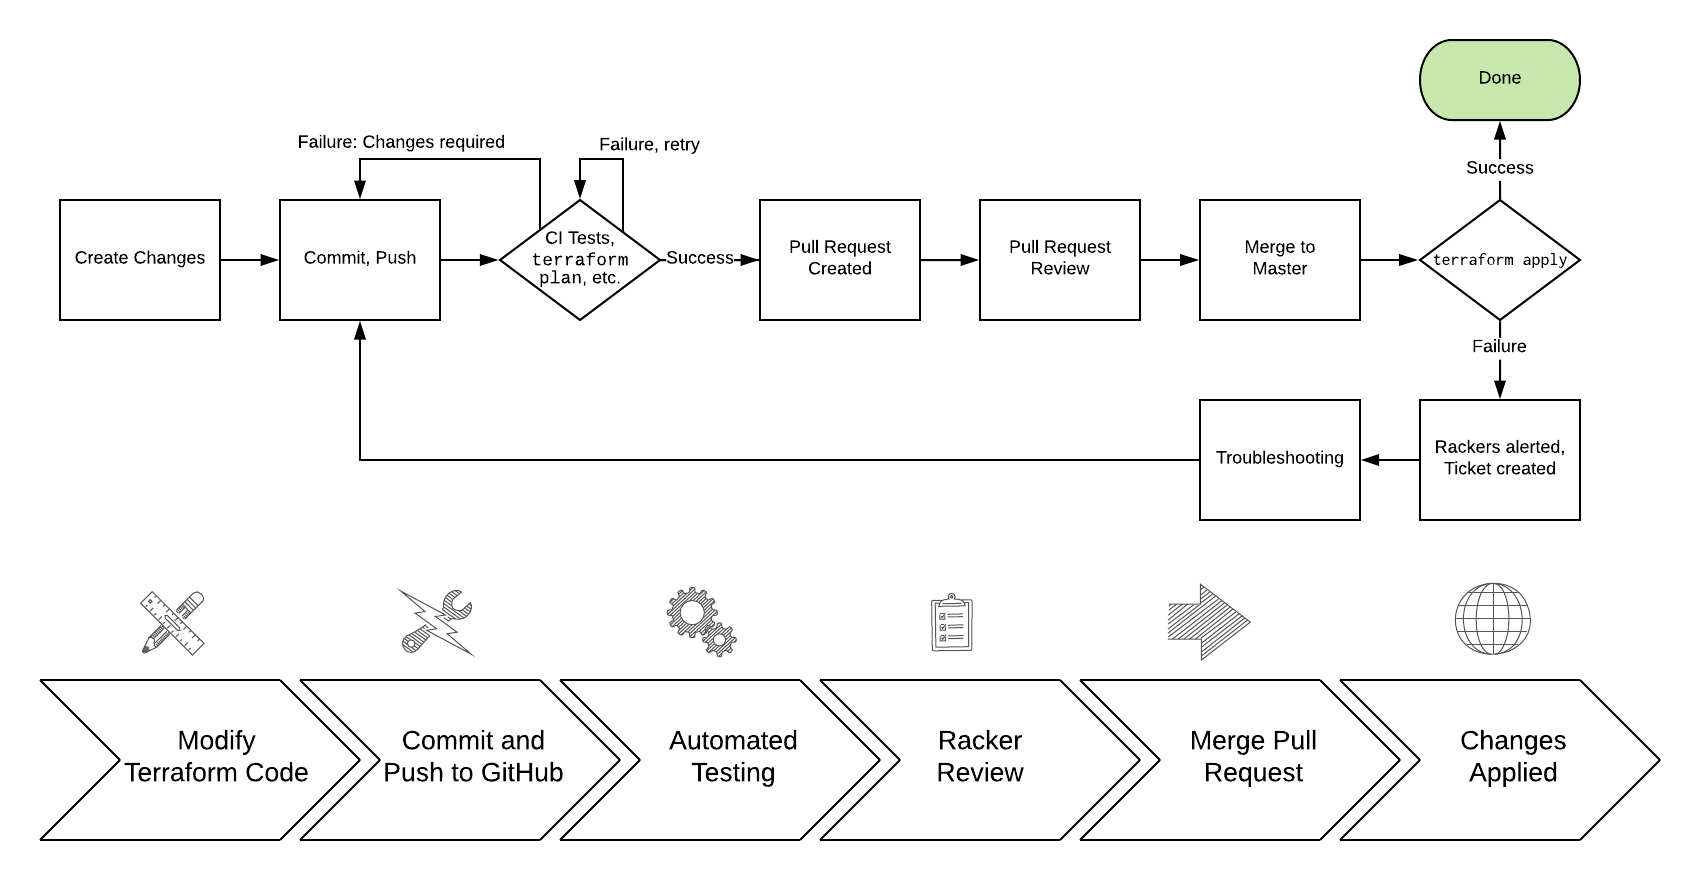 Done
Success
Failure: Changes required
Failure, retry
Create Changes
Commit, Push
CI Tests,
terraform
plan, etc.
Success
Pull Request
Created
Pull Request
Review
Merge to
Master
terraform apply
Failure
Troubleshooting
Rackers alerted,
Ticket created
Modify
Terraform Code
Commit and
Push to GitHub
Automated
Testing
Racker
Review
Merge Pull
Request
Changes
Applied